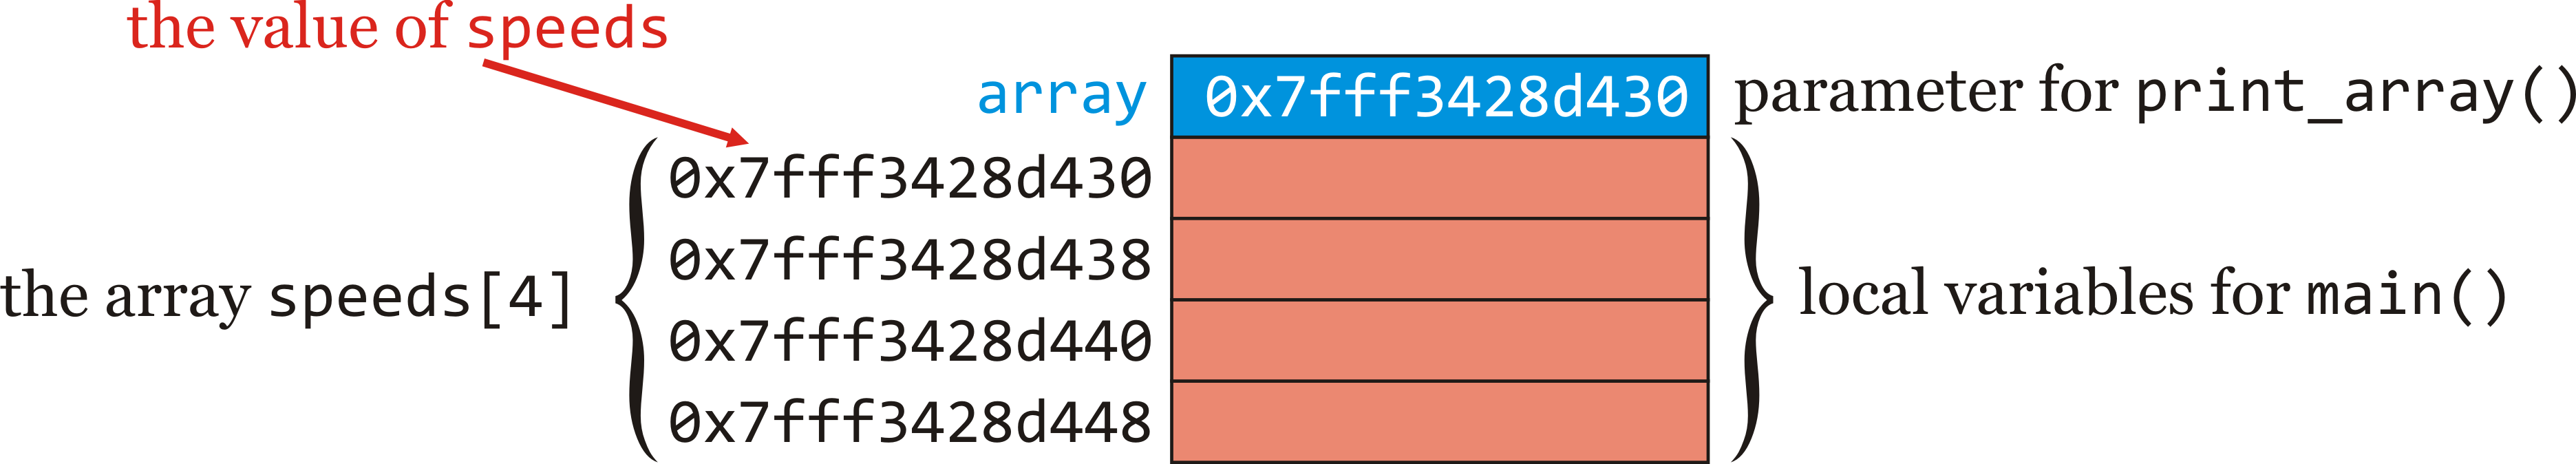 the value of speeds
array 0x7fff3428d430 parameter for print_array()
0x7fff3428d430
0x7fff3428d438
the array speeds[4] local variables for main()
0x7fff3428d440
0x7fff3428d448